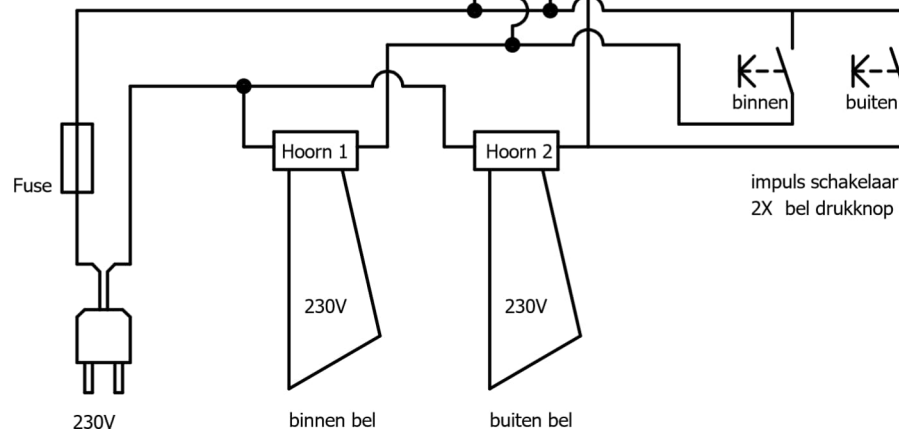 binnen
buiten
Hoorn 1
Hoorn 2
Fuse
impuls schakelaar
2X bel drukknop
230V
230V
230V
binnen bel
buiten bel